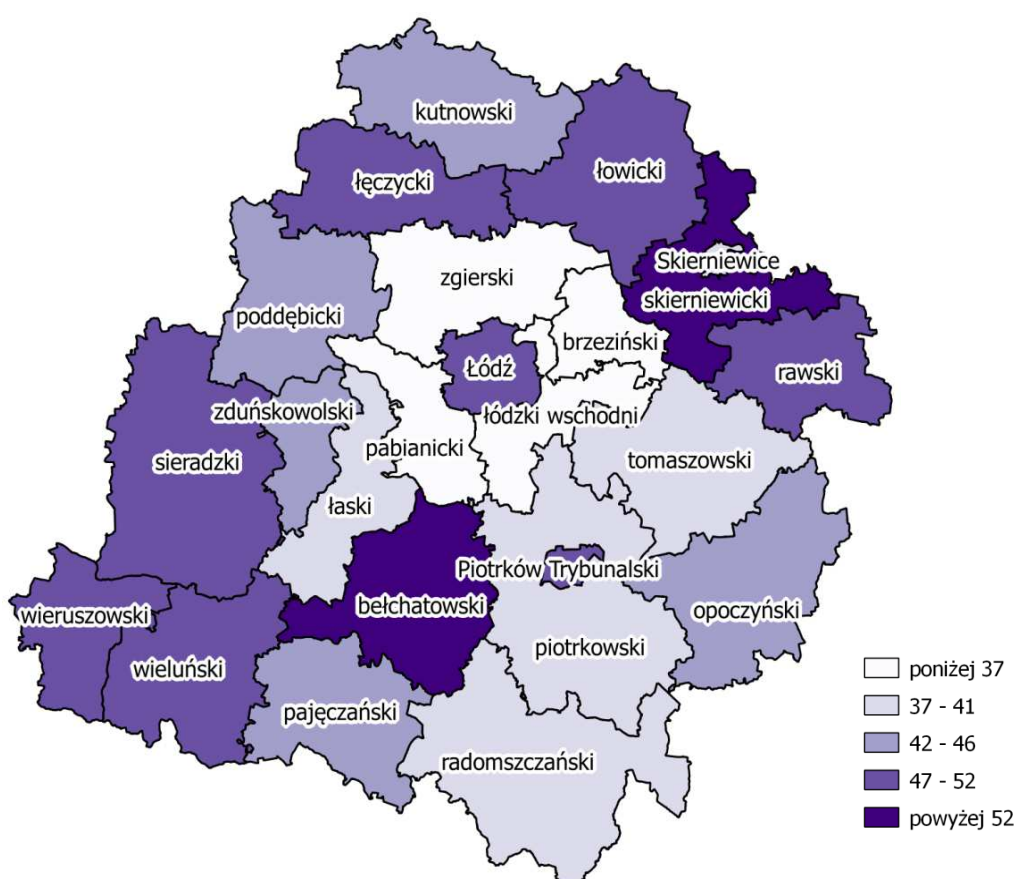 kutnowski
łęczycki
łowicki
Skierniewice
zgierski
skierniewicki
poddębicki
brzeziński
Łódź
rawski
zduńskowolski
łódzki wschodni
pabianicki
sieradzki
tomaszowski
łaski
Piotrków Trybunalski
bełchatowski
opoczyński
wieruszowski
piotrkowski
wieluński
pajęczański
radomszczański
poniżej 37
37 - 41
42 - 46
47 - 52
powyżej 52